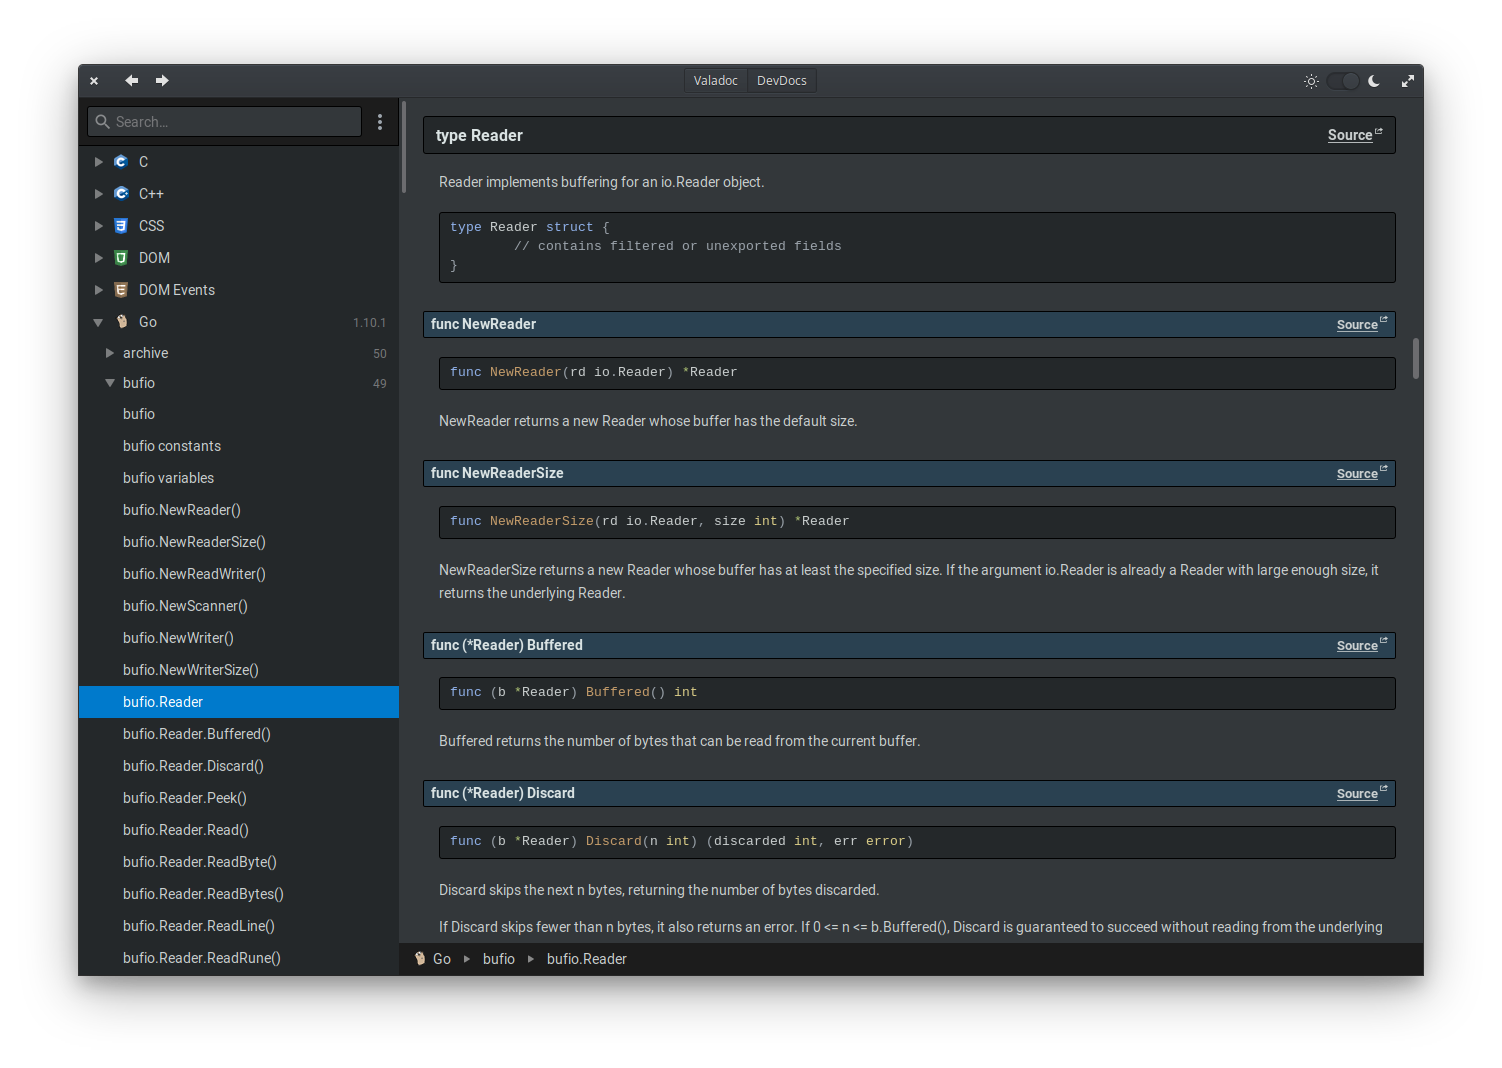 Valadoc DevDocs
Search...
C
C++
CSS
DOM
DOM Events
Go 1.10.1
archive 50
bufio 49
bufio
bufio constants
bufio variables
bufio.NewReader()
bufio.NewReaderSize()
bufio.NewReadWriter()
bufio.NewScanner()
bufio.NewWriter()
bufio.NewWriterSize()
bufio.Reader
bufio.Reader.Buffered()
bufio.Reader.Discard()
bufio.Reader.Peek()
bufio.Reader.Read()
bufio.Reader.ReadByte()
bufio.Reader.ReadBytes()
bufio.Reader.ReadLine()
bufio.Reader.ReadRune()
type Reader Source
Reader implements buffering for an io.Reader object.
type Reader struct {
// contains filtered or unexported fields
}
func NewReader Source
func NewReader(rd io.Reader) *Reader
NewReader returns a new Reader whose buffer has the default size.
func NewReaderSize Source
func NewReaderSize(rd io.Reader, size int) *Reader
NewReaderSize returns a new Reader whose buffer has at least the specified size. If the argument io.Reader is already a Reader with large enough size, it
returns the underlying Reader.
func (*Reader) Buffered Source
func (b *Reader) Buffered() int
Buffered returns the number of bytes that can be read from the current buffer.
func (*Reader) Discard Source
func (b *Reader) Discard(n int) (discarded int, err error)
Discard skips the next n bytes, returning the number of bytes discarded.
If Discard skips fewer than n bytes, it also returns an error. If 0 <= n <= b.Buffered(), Discard is guaranteed to succeed without reading from the underlying
Go bufio bufio.Reader